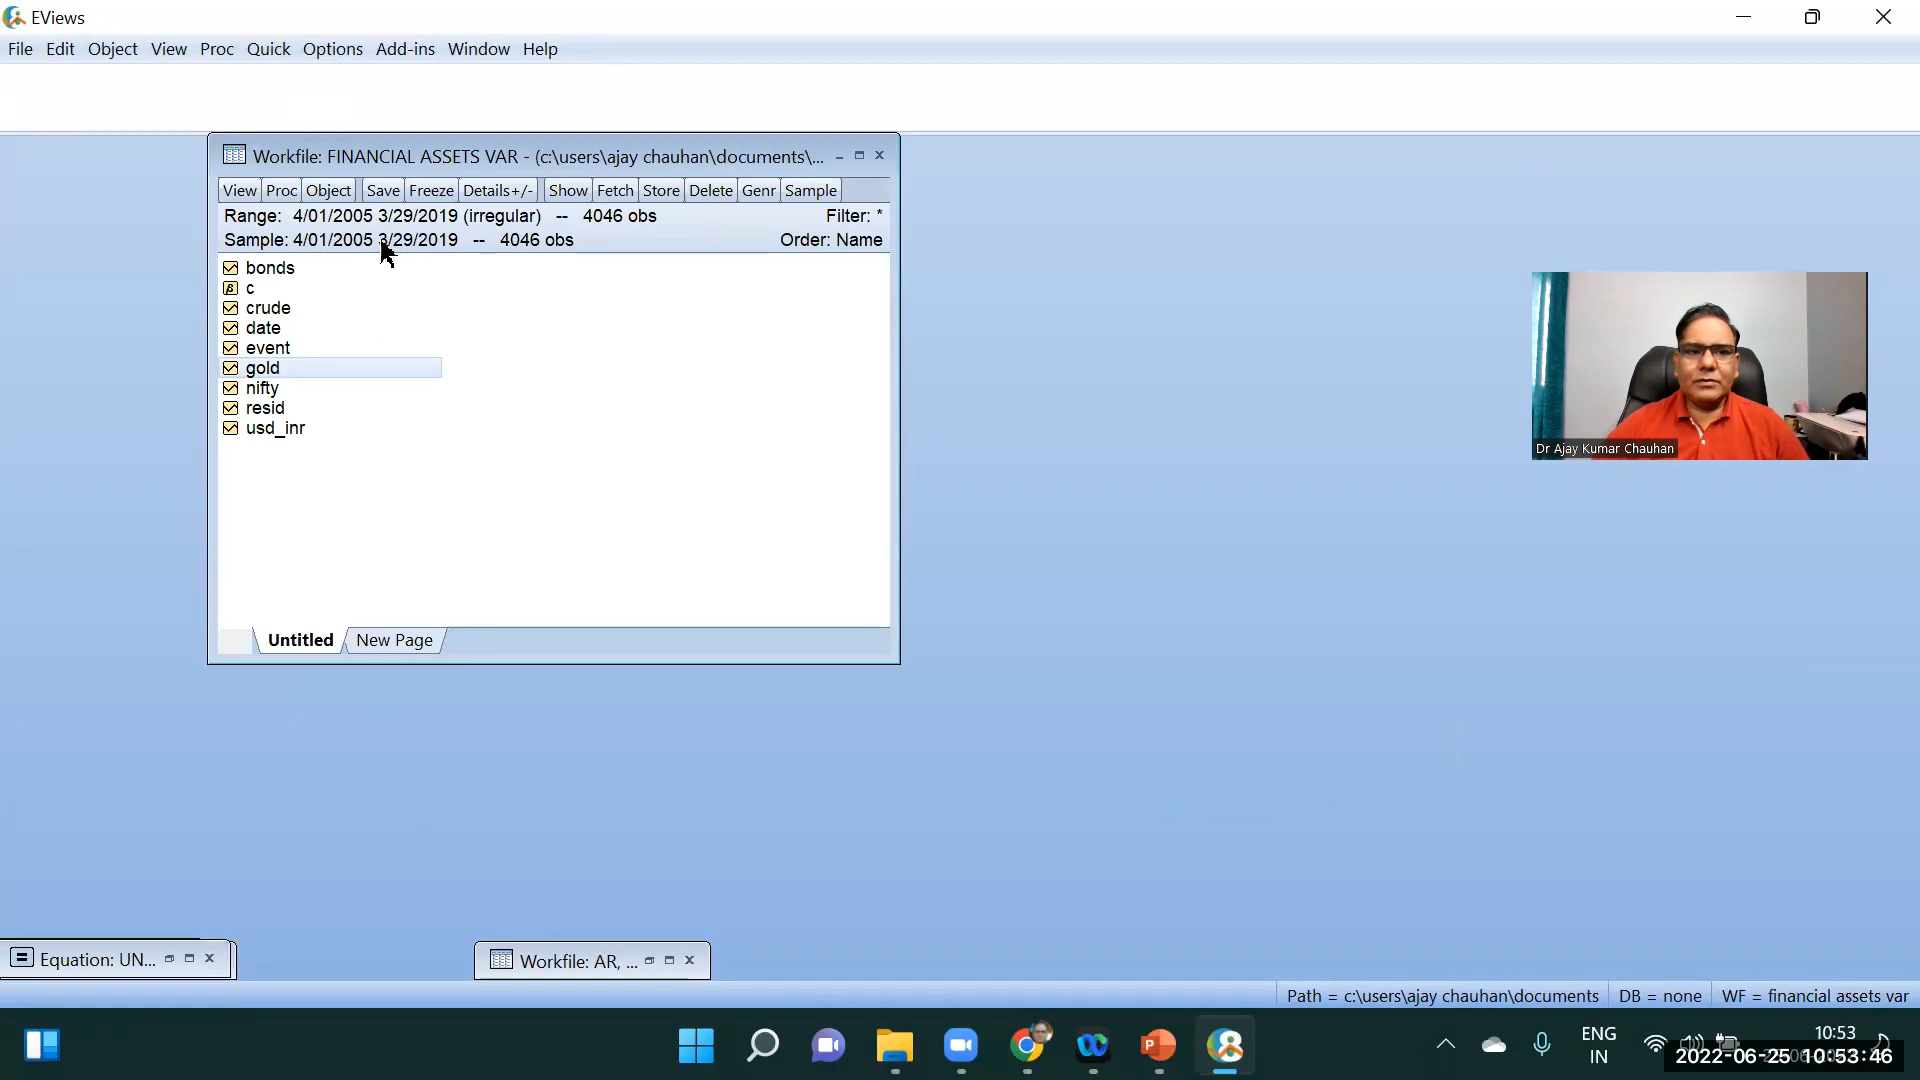 EViews
File Edit Object View Proc Quick Options Add-ins Window Help
Workfile: FINANCIAL ASSETS VAR - (c:\users\ajay chauhan\documents\...
View Proc Object Save Freeze Details+/- Show Fetch Store Delete Genr Sample
Range: 4/01/2005 3/29/2019 (irregular) -- 4046 obs Filter: *
Sample: 4/01/2005 3/29/2019 -- 4046 obs Order: Name
bonds
c
crude
date
event
gold
nifty
resid
usd_inr
Dr Ajay Kumar Chauhan
Untitled New Page
Equation: UN... Workfile: AR, ...
Path = c:\users\ajay chauhan\documents DB = none WF = financial assets var
ENG 10:53
IN
2022-06-25 10:53:46